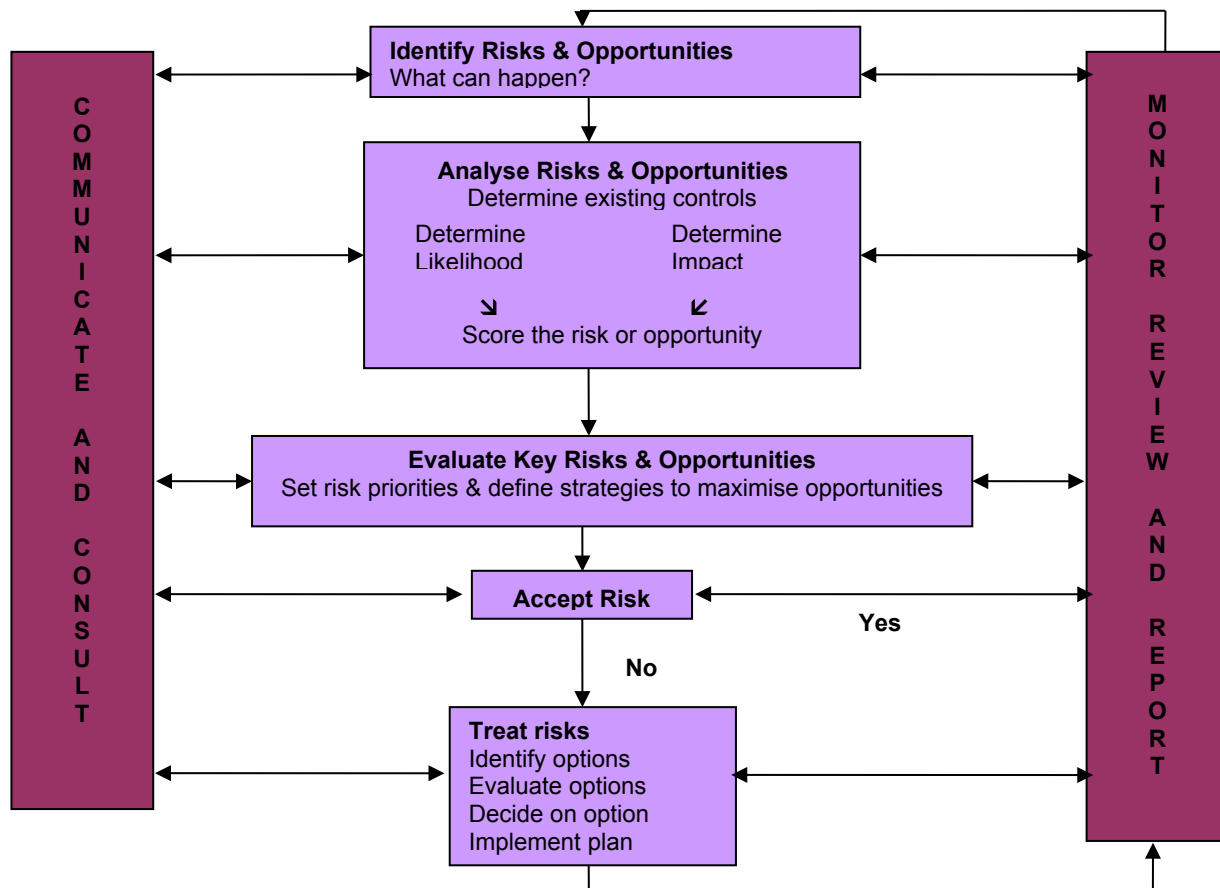 Identify Risks & Opportunities
What can happen?
COMMUNICATE AND CONSULT
MONITOR REVIEW AND REPORT
Analyse Risks & Opportunities
Determine existing controls
Determine Likelihood
Determine Impact
Score the risk or opportunity
Evaluate Key Risks & Opportunities
Set risk priorities & define strategies to maximise opportunities
Accept Risk
Yes
No
Treat risks
Identify options
Evaluate options
Decide on option
Implement plan